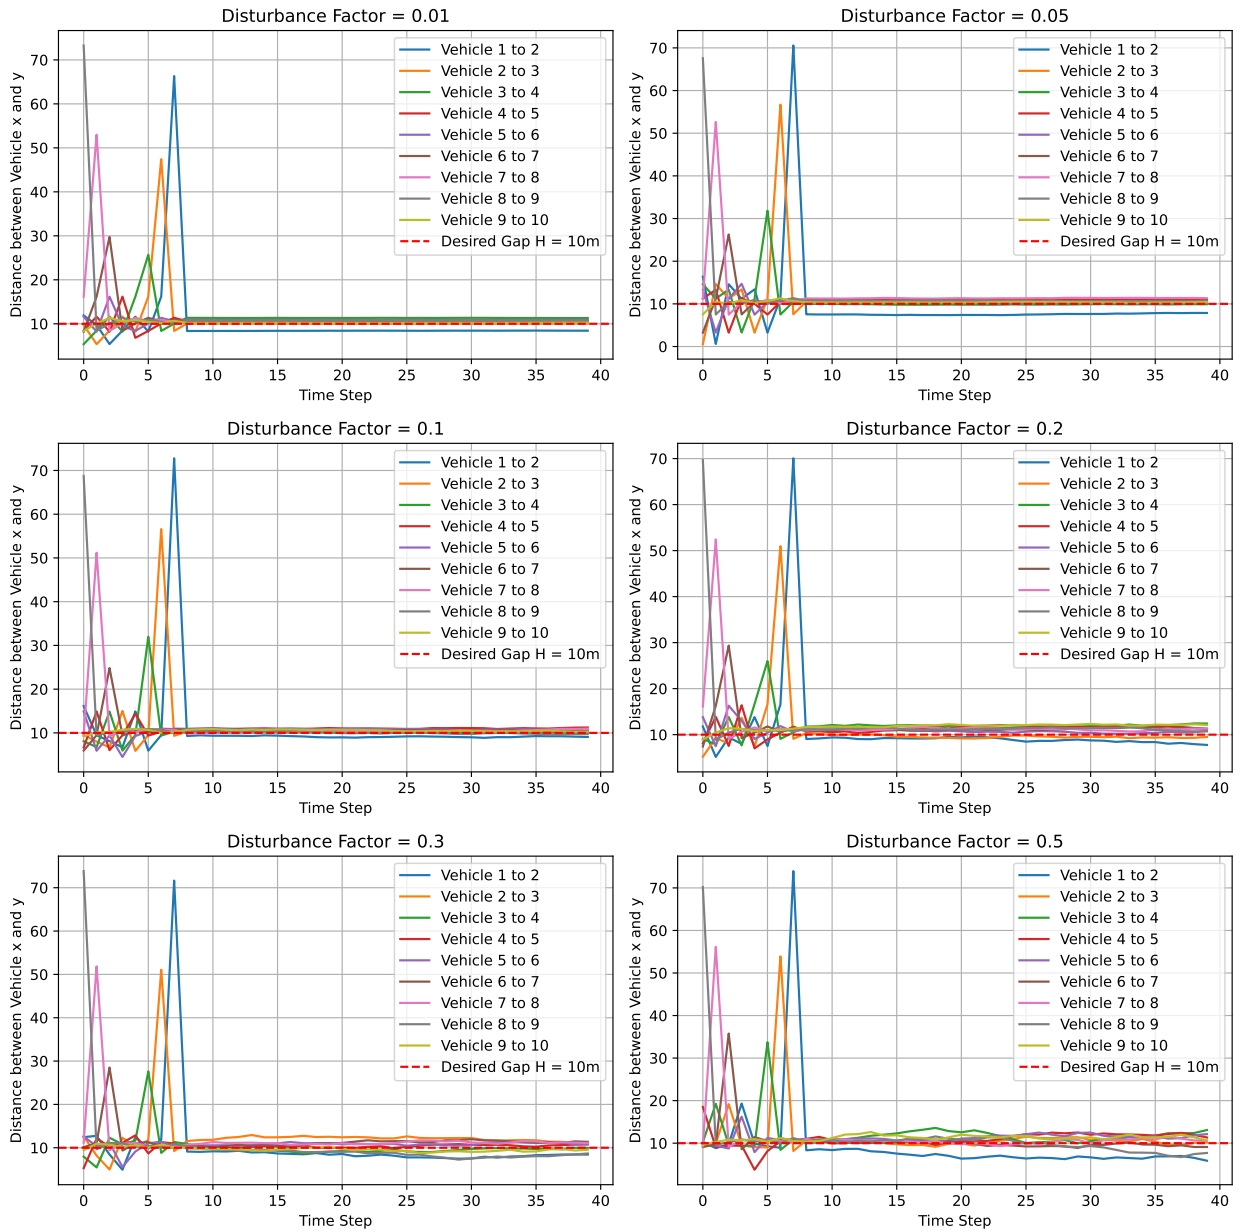 Disturbance Factor = 0.01
Distance between Vehicle x and y
70
60
50
40
30
20
10
0 5 10 15 20 25 30 35 40
Time Step
Vehicle 1 to 2
Vehicle 2 to 3
Vehicle 3 to 4
Vehicle 4 to 5
Vehicle 5 to 6
Vehicle 6 to 7
Vehicle 7 to 8
Vehicle 8 to 9
Vehicle 9 to 10
Desired Gap H = 10m
Disturbance Factor = 0.05
Distance between Vehicle x and y
70
60
50
40
30
20
10
0
0 5 10 15 20 25 30 35 40
Time Step
Vehicle 1 to 2
Vehicle 2 to 3
Vehicle 3 to 4
Vehicle 4 to 5
Vehicle 5 to 6
Vehicle 6 to 7
Vehicle 7 to 8
Vehicle 8 to 9
Vehicle 9 to 10
Desired Gap H = 10m
Disturbance Factor = 0.1
Distance between Vehicle x and y
70
60
50
40
30
20
10
0 5 10 15 20 25 30 35 40
Time Step
Vehicle 1 to 2
Vehicle 2 to 3
Vehicle 3 to 4
Vehicle 4 to 5
Vehicle 5 to 6
Vehicle 6 to 7
Vehicle 7 to 8
Vehicle 8 to 9
Vehicle 9 to 10
Desired Gap H = 10m
Disturbance Factor = 0.2
Distance between Vehicle x and y
70
60
50
40
30
20
10
0 5 10 15 20 25 30 35 40
Time Step
Vehicle 1 to 2
Vehicle 2 to 3
Vehicle 3 to 4
Vehicle 4 to 5
Vehicle 5 to 6
Vehicle 6 to 7
Vehicle 7 to 8
Vehicle 8 to 9
Vehicle 9 to 10
Desired Gap H = 10m
Disturbance Factor = 0.3
Distance between Vehicle x and y
70
60
50
40
30
20
10
0 5 10 15 20 25 30 35 40
Time Step
Vehicle 1 to 2
Vehicle 2 to 3
Vehicle 3 to 4
Vehicle 4 to 5
Vehicle 5 to 6
Vehicle 6 to 7
Vehicle 7 to 8
Vehicle 8 to 9
Vehicle 9 to 10
Desired Gap H = 10m
Disturbance Factor = 0.5
Distance between Vehicle x and y
70
60
50
40
30
20
10
0 5 10 15 20 25 30 35 40
Time Step
Vehicle 1 to 2
Vehicle 2 to 3
Vehicle 3 to 4
Vehicle 4 to 5
Vehicle 5 to 6
Vehicle 6 to 7
Vehicle 7 to 8
Vehicle 8 to 9
Vehicle 9 to 10
Desired Gap H = 10m